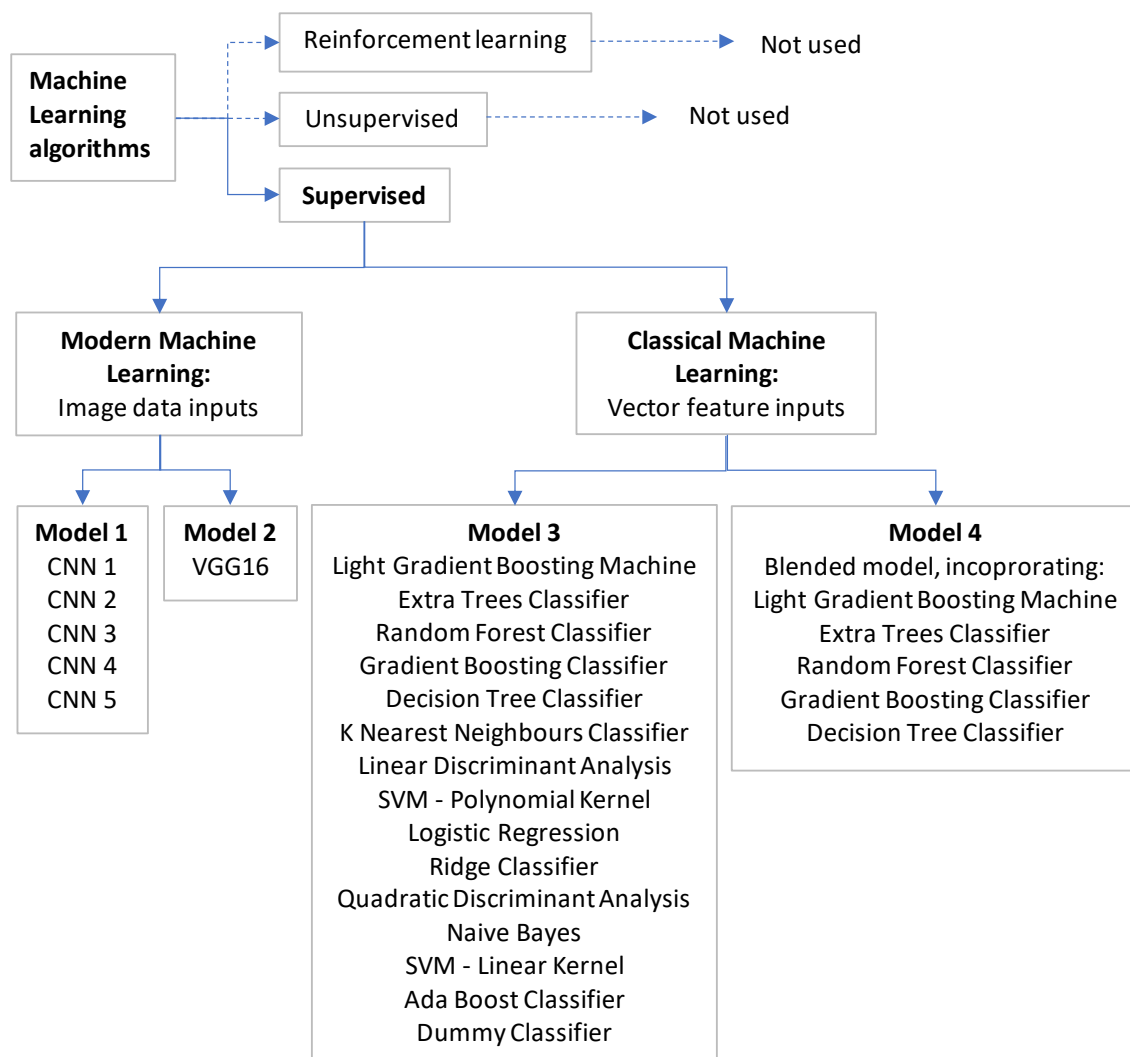 Machine
Learning
algorithms
Reinforcement learning
Not used
Unsupervised
Not used
Supervised
Modern Machine
Learning:
Image data inputs
Classical Machine
Learning:
Vector feature inputs
Model 1
CNN 1
CNN 2
CNN 3
CNN 4
CNN 5
Model 2
VGG16
Model 3
Light Gradient Boosting Machine
Extra Trees Classifier
Random Forest Classifier
Gradient Boosting Classifier
Decision Tree Classifier
K Nearest Neighbours Classifier
Linear Discriminant Analysis
SVM - Polynomial Kernel
Logistic Regression
Ridge Classifier
Quadratic Discriminant Analysis
Naive Bayes
SVM - Linear Kernel
Ada Boost Classifier
Dummy Classifier
Model 4
Blended model, incoprorating:
Light Gradient Boosting Machine
Extra Trees Classifier
Random Forest Classifier
Gradient Boosting Classifier
Decision Tree Classifier